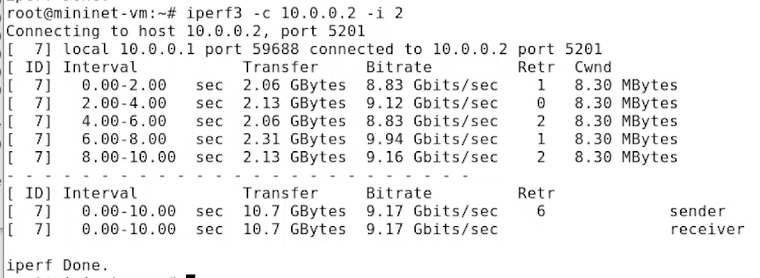 root@mininet-vm:~# iperf3 -c 10.0.0.2 -i 2
Connecting to host 10.0.0.2, port 5201
[  7] local 10.0.0.1 port 59688 connected to 10.0.0.2 port 5201
[ ID] Interval           Transfer     Bitrate         Retr  Cwnd
[  7]   0.00-2.00   sec  2.06 GBytes  8.83 Gbits/sec    1   8.30 MBytes
[  7]   2.00-4.00   sec  2.13 GBytes  9.12 Gbits/sec    0   8.30 MBytes
[  7]   4.00-6.00   sec  2.06 GBytes  8.83 Gbits/sec    2   8.30 MBytes
[  7]   6.00-8.00   sec  2.31 GBytes  9.94 Gbits/sec    1   8.30 MBytes
[  7]   8.00-10.00  sec  2.13 GBytes  9.16 Gbits/sec    2   8.30 MBytes
- - - - - - - - - - - - - - - - - - - - - - - - -
[ ID] Interval           Transfer     Bitrate         Retr
[  7]   0.00-10.00  sec  10.7 GBytes  9.17 Gbits/sec    6             sender
[  7]   0.00-10.00  sec  10.7 GBytes  9.17 Gbits/sec                  receiver
iperf Done.